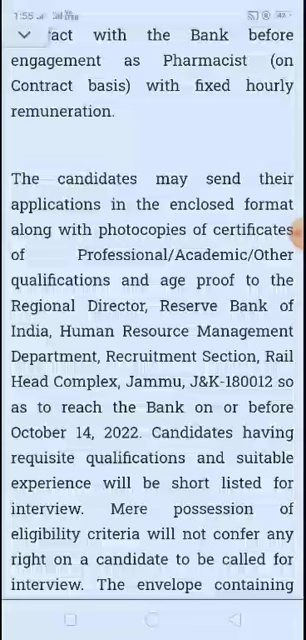 1:55
fact with the Bank before
engagement as Pharmacist (on
Contract basis) with fixed hourly
remuneration.
The candidates may send their
applications in the enclosed format
along with photocopies of certificates
of Professional/Academic/Other
qualifications and age proof to the
Regional Director, Reserve Bank of
India, Human Resource Management
Department, Recruitment Section, Rail
Head Complex, Jammu, J&K-180012 so
as to reach the Bank on or before
October 14, 2022. Candidates having
requisite qualifications and suitable
experience will be short listed for
interview. Mere possession of
eligibility criteria will not confer any
right on a candidate to be called for
interview. The envelope containing